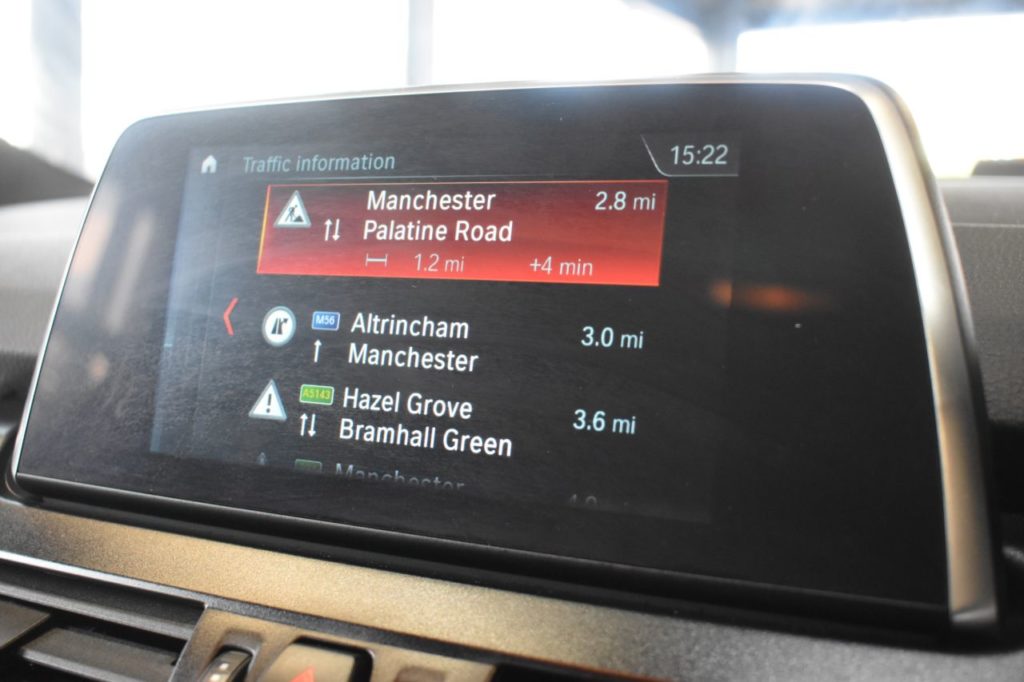 Traffic information
15:22
Manchester 2.8 mi
Palatine Road
1.2 mi +4 min
M56 Altrincham 3.0 mi
Manchester
A5143 Hazel Grove 3.6 mi
Bramhall Green
Manchester